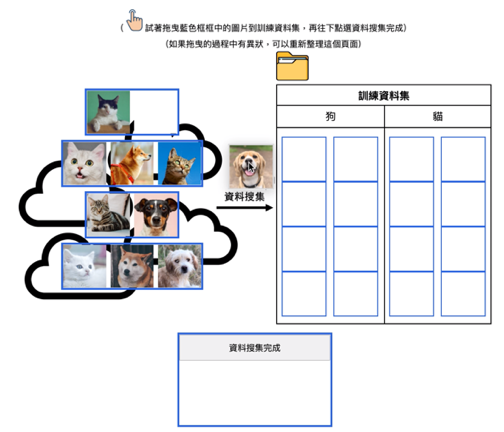 ( 試著拖曳藍色框框中的圖片到訓練資料集，再往下點選資料搜集完成)
(如果拖曳的過程中有異狀，可以重新整理這個頁面)
訓練資料集
狗 貓
資料搜集
資料搜集完成